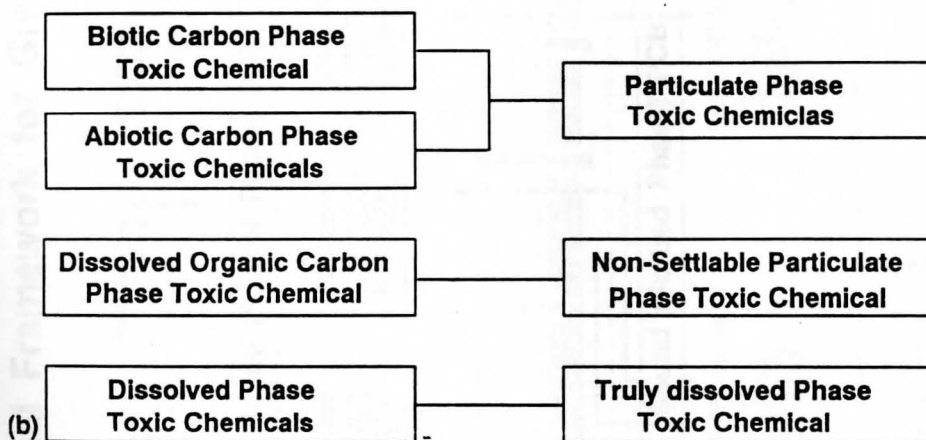 Biotic Carbon Phase
Toxic Chemical
Particulate Phase
Toxic Chemiclas
Abiotic Carbon Phase
Toxic Chemicals
Dissolved Organic Carbon
Phase Toxic Chemical
Non-Settlable Particulate
Phase Toxic Chemical
Dissolved Phase
Toxic Chemicals
Truly dissolved Phase
Toxic Chemical
(b)